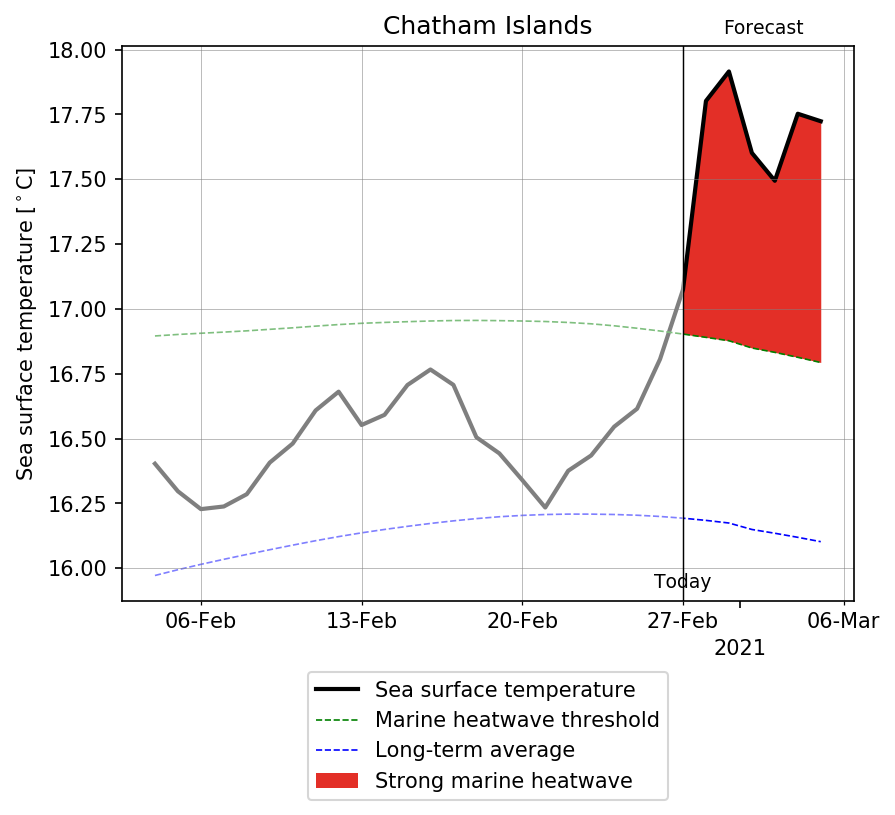 Chatham Islands
Forecast
Sea surface temperature [°C]
18.00
17.75
17.50
17.25
17.00
16.75
16.50
16.25
16.00
Today
06-Feb 13-Feb 20-Feb 27-Feb 06-Mar
2021
Sea surface temperature
Marine heatwave threshold
Long-term average
Strong marine heatwave